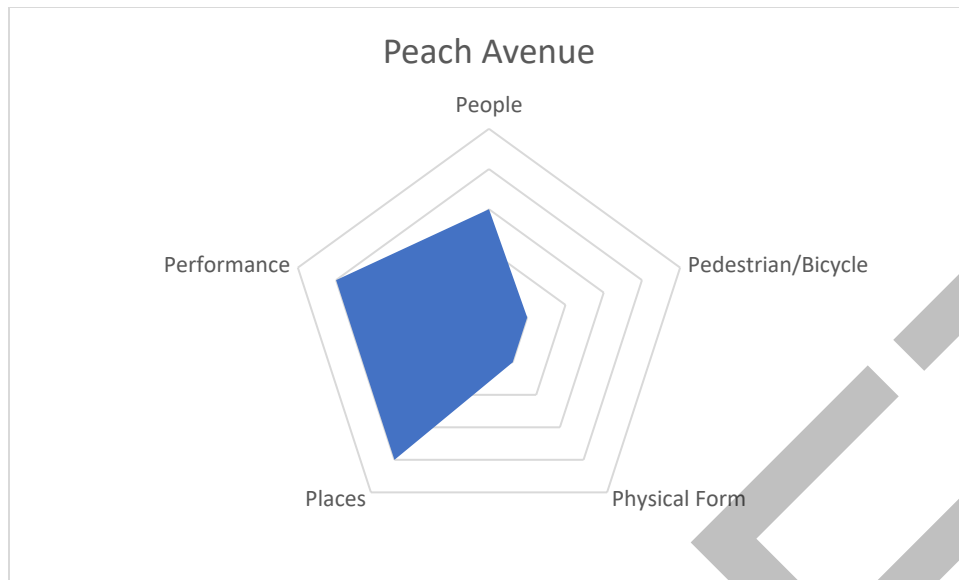 Peach Avenue
People
Performance
Pedestrian/Bicycle
Places
Physical Form